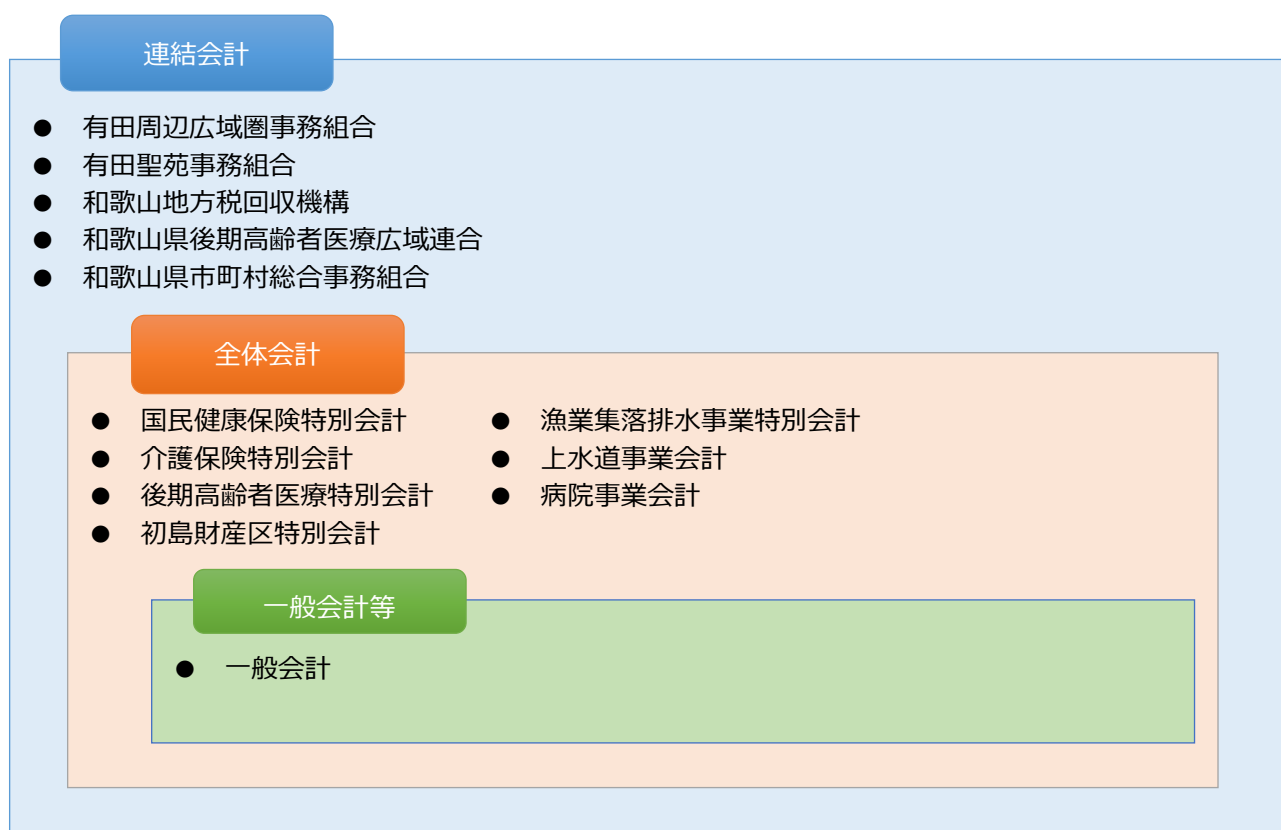 連結会計
● 有田周辺広域圏事務組合
● 有田聖苑事務組合
● 和歌山地方税回収機構
● 和歌山県後期高齢者医療広域連合
● 和歌山県市町村総合事務組合
全体会計
● 国民健康保険特別会計
● 介護保険特別会計
● 後期高齢者医療特別会計
● 初島財産区特別会計
● 漁業集落排水事業特別会計
● 上水道事業会計
● 病院事業会計
一般会計等
● 一般会計